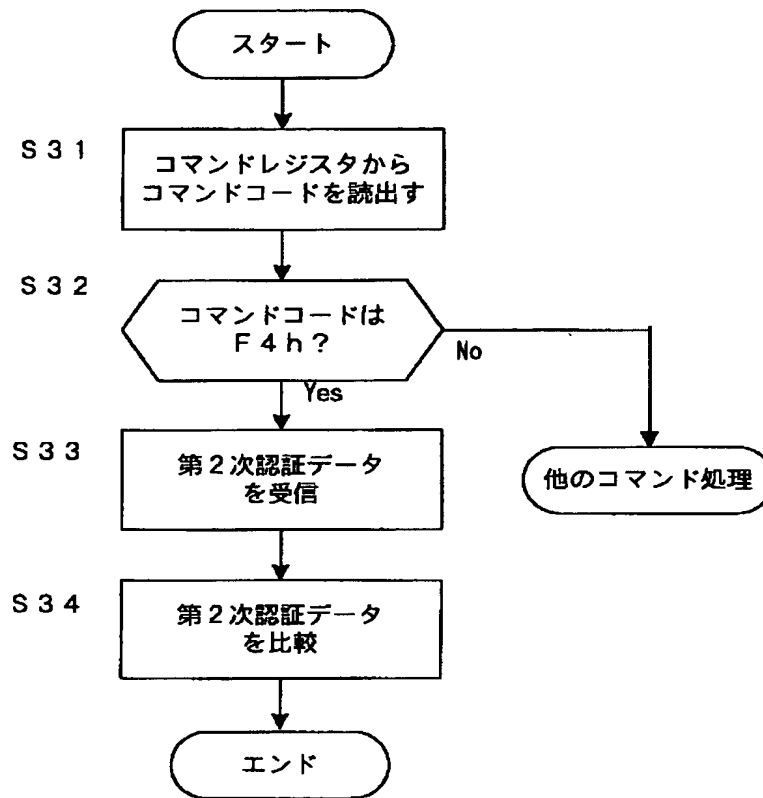 スタート
S31
コマンドレジスタから
コマンドコードを読出す
S32
コマンドコードは
F4h?
No
Yes
S33
第2次認証データ
を受信
他のコマンド処理
S34
第2次認証データ
を比較
エンド